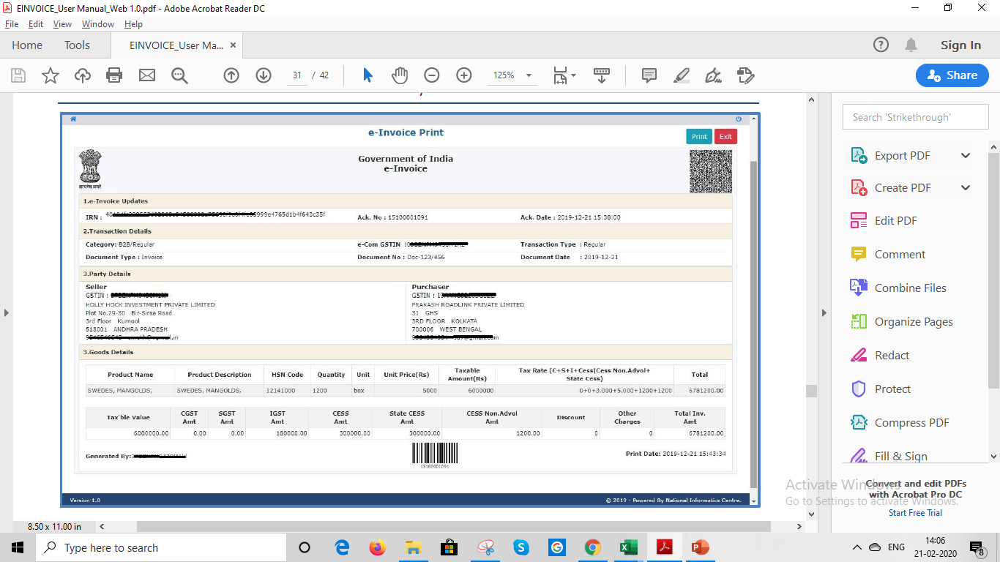 EINVOICE_User Manual_Web 1.0.pdf - Adobe Acrobat Reader DC
File Edit View Window Help
Home Tools EINVOICE_User Ma... ×
Sign In
31 / 42 125% Share
e-Invoice Print
Print Exit
Government of India
e-Invoice
सत्यमेव जयते
1.e-Invoice Updates
IRN : Ack. No : 15100001091 Ack. Date : 2019-12-21 15:38:00
2.Transaction Details
Category: B2B/Regular e-Com GSTIN : Transaction Type : Regular
Document Type : Invoice Document No : Doc-123/456 Document Date : 2019-12-21
3.Party Details
Seller
GSTIN :
HOLLY HOCK INVESTMENT PRIVATE LIMITED
Plot No.29-30 Bir-Sirsa Road
3rd Floor Kurnool
518001 ANDHRA PRADESH
Purchaser
GSTIN :
PRAKASH ROADLINK PRIVATE LIMITED
31 GHS
3RD FLOOR KOLKATA
700006 WEST BENGAL
3.Goods Details
Product Name Product Description HSN Code Quantity Unit Unit Price(Rs) Taxable Amount(Rs) Tax Rate (C+S+I+Cess|Cess Non.Advol+ State Cess) Total
SWEDES, MANGOLDS, SWEDES, MANGOLDS, 12141000 1200 box 5000 6000000 0+0+3.000+5.000+1200+1200 6781200.00
Tax'ble Value CGST Amt SGST Amt IGST Amt CESS Amt State CESS Amt CESS Non.Advol Amt Discount Other Charges Total Inv. Amt
6000000.00 0.00 0.00 180000.00 300000.00 300000.00 1200.00 0 0 6781200.00
Generated By:
15100001091
Print Date: 2019-12-21 15:43:34
Version 1.0 © 2019 - Powered By National Informatics Centre.
8.50 x 11.00 in
Search 'Strikethrough'
Export PDF
Create PDF
Edit PDF
Comment
Combine Files
Organize Pages
Redact
Protect
Compress PDF
Fill & Sign
Convert and edit PDFs
with Acrobat Pro DC
Start Free Trial
Activate Windows
Go to Settings to activate Windows.
Type here to search
ENG
14:06
21-02-2020
8